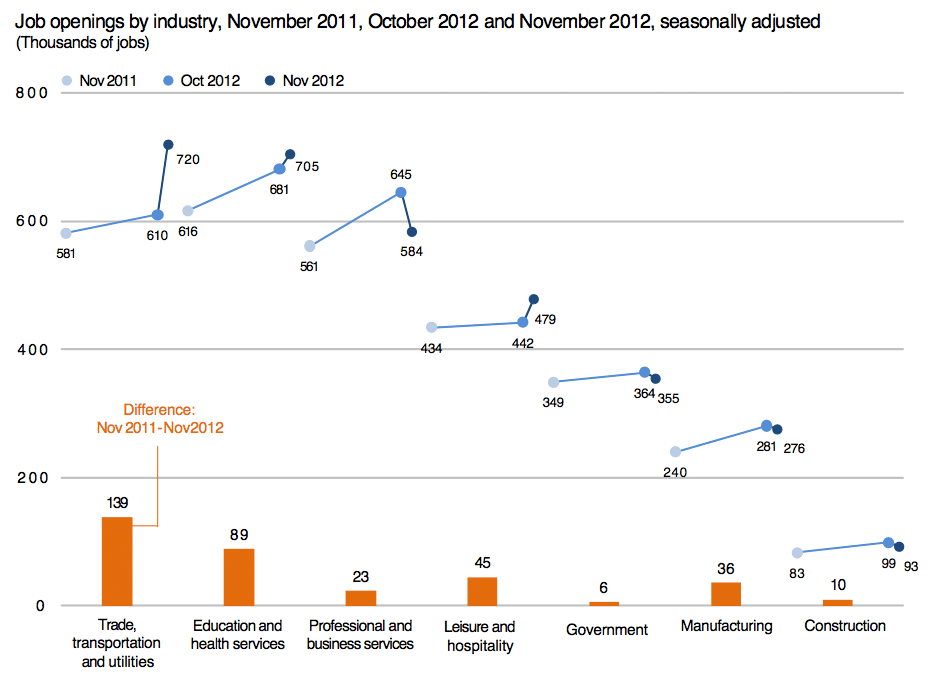 Job openings by industry, November 2011, October 2012 and November 2012, seasonally adjusted
(Thousands of jobs)
Nov 2011 Oct 2012 Nov 2012
800
720
705
645
681
600
610 616
581
561
584
479
400
434
442
364 355
349
Difference:
Nov 2011-Nov2012
281 276
240
200
139
89
99 93
83
45
36
23
6
10
0
Trade,
transportation
and utilities
Education and
health services
Professional and
business services
Leisure and
hospitality
Government
Manufacturing
Construction